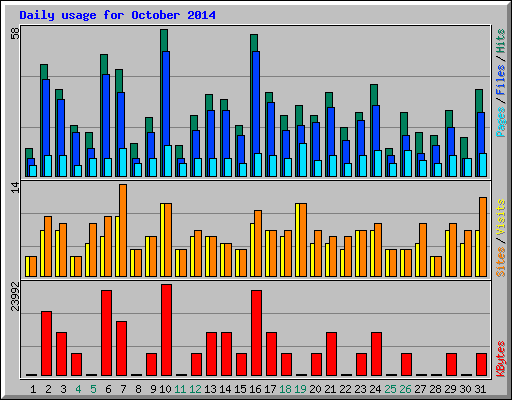 Daily usage for October 2014
58
14
23992
Pages / Files / Hits
Sites / Visits
KBytes
1 2 3 4 5 6 7 8 9 10 11 12 13 14 15 16 17 18 19 20 21 22 23 24 25 26 27 28 29 30 31